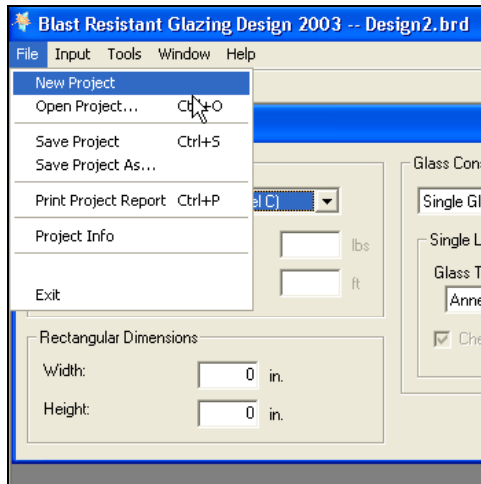 Blast Resistant Glazing Design 2003 -- Design2.brd
File Input Tools Window Help
New Project
Open Project... Ctrl+O
Save Project Ctrl+S
Save Project As...
Print Project Report Ctrl+P
Project Info
Exit
el C)
lbs
ft
Rectangular Dimensions
Width: 0 in.
Height: 0 in.
Glass Con
Single Gl
Single L
Glass T
Anne
Che